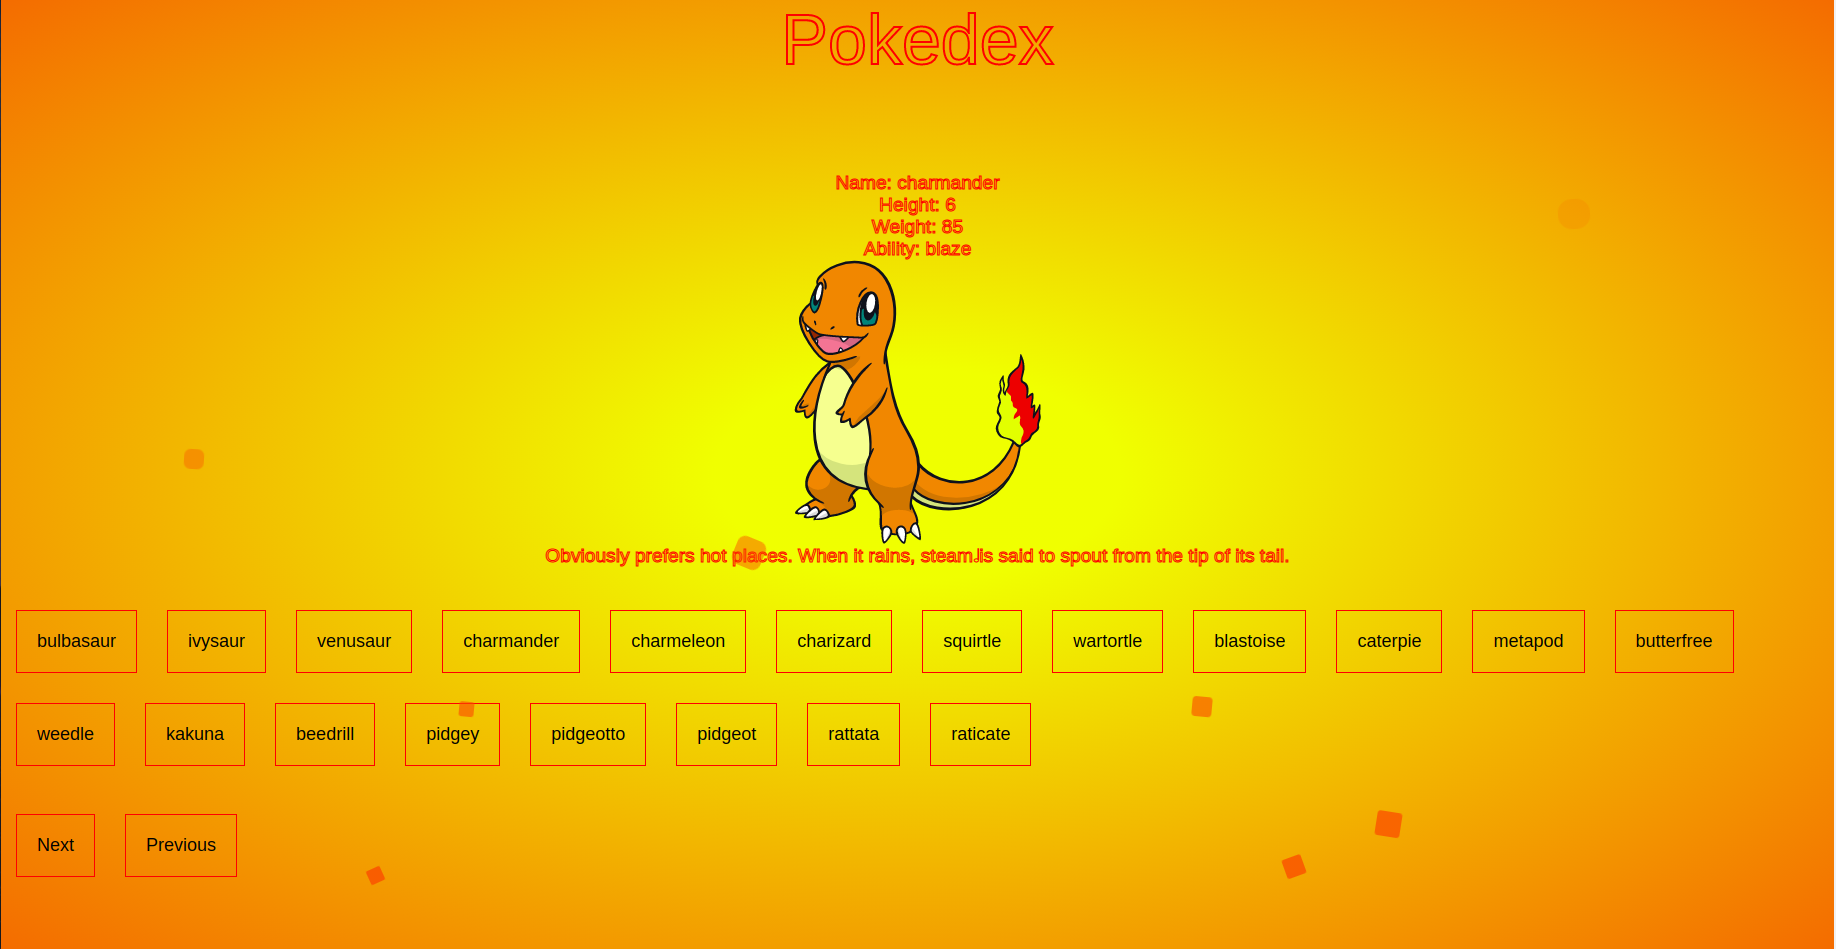 Pokedex
Name: charmander
Height: 6
Weight: 85
Ability: blaze
Obviously prefers hot places. When it rains, steam is said to spout from the tip of its tail.
bulbasaur ivysaur venusaur charmander charmeleon charizard squirtle wartortle blastoise caterpie metapod butterfree
weedle kakuna beedrill pidgey pidgeotto pidgeot rattata raticate
Next Previous